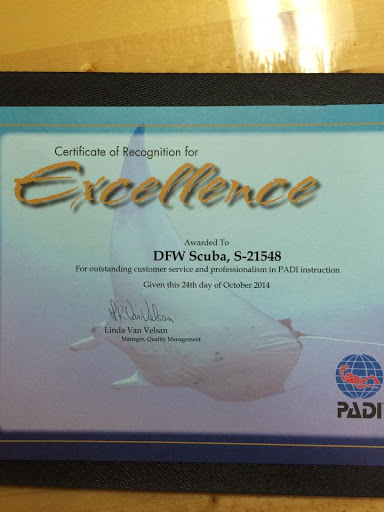 Certificate of Recognition for
Excellence
Awarded To
DFW Scuba, S-21548
For outstanding customer service and professionalism in PADI instruction
Given this 24th day of October 2014
Linda Van Velsan
Manager, Quality Management
PADI